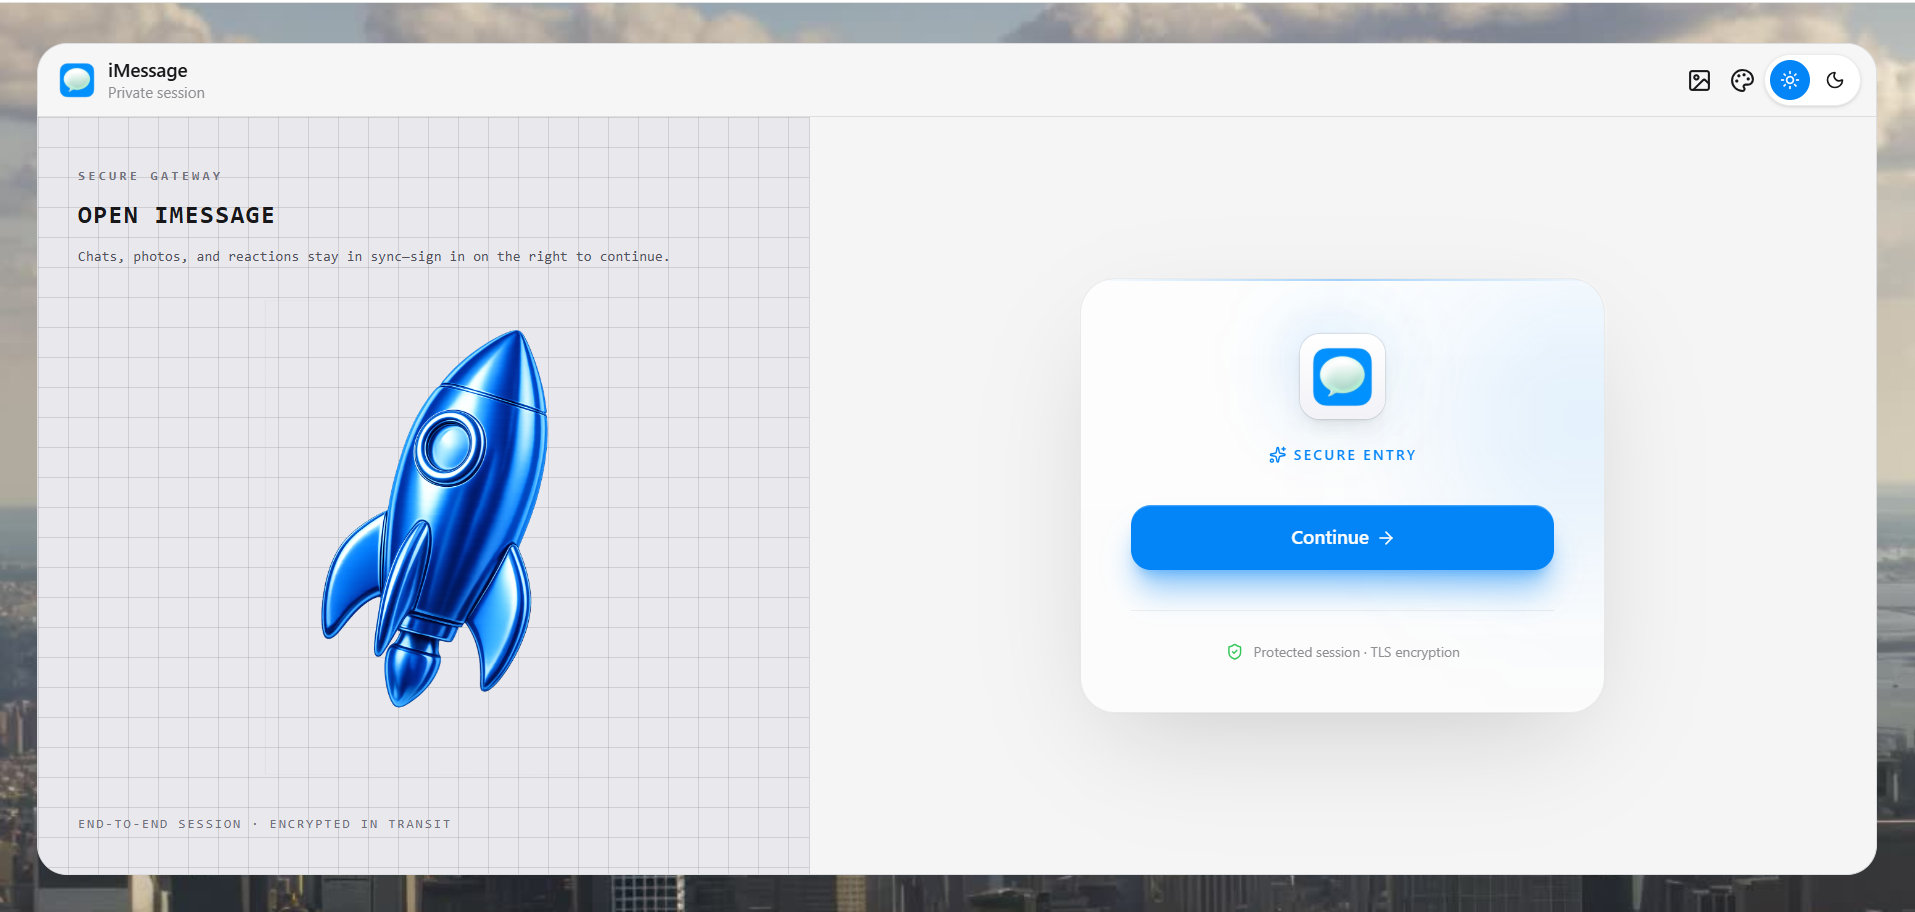 iMessage
Private session
SECURE GATEWAY
OPEN IMESSAGE
Chats, photos, and reactions stay in sync—sign in on the right to continue.
END-TO-END SESSION · ENCRYPTED IN TRANSIT
SECURE ENTRY
Continue →
Protected session · TLS encryption